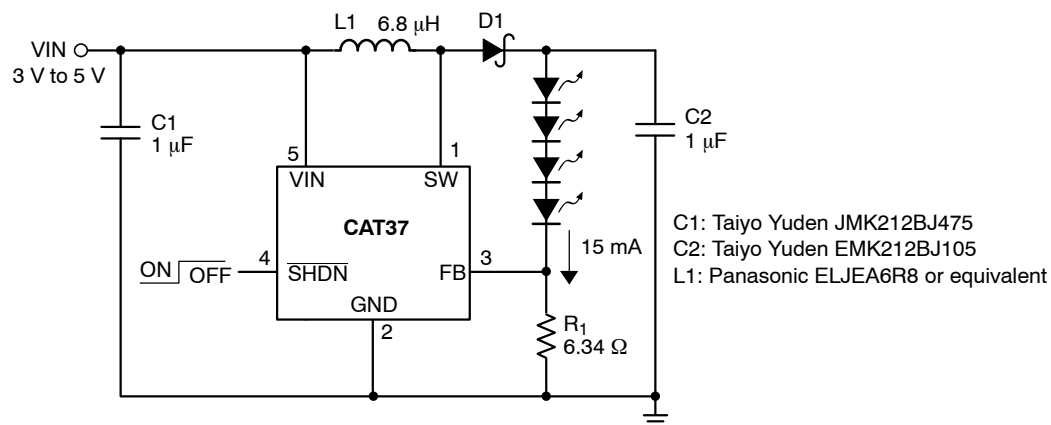 L1 6.8 μH
D1
VIN
3 V to 5 V
C1
1 μF
C2
1 μF
5
1
VIN
SW
CAT37
4
SHDN
ON OFF
FB
3
GND
2
15 mA
R1
6.34 Ω
C1: Taiyo Yuden JMK212BJ475
C2: Taiyo Yuden EMK212BJ105
L1: Panasonic ELJEA6R8 or equivalent